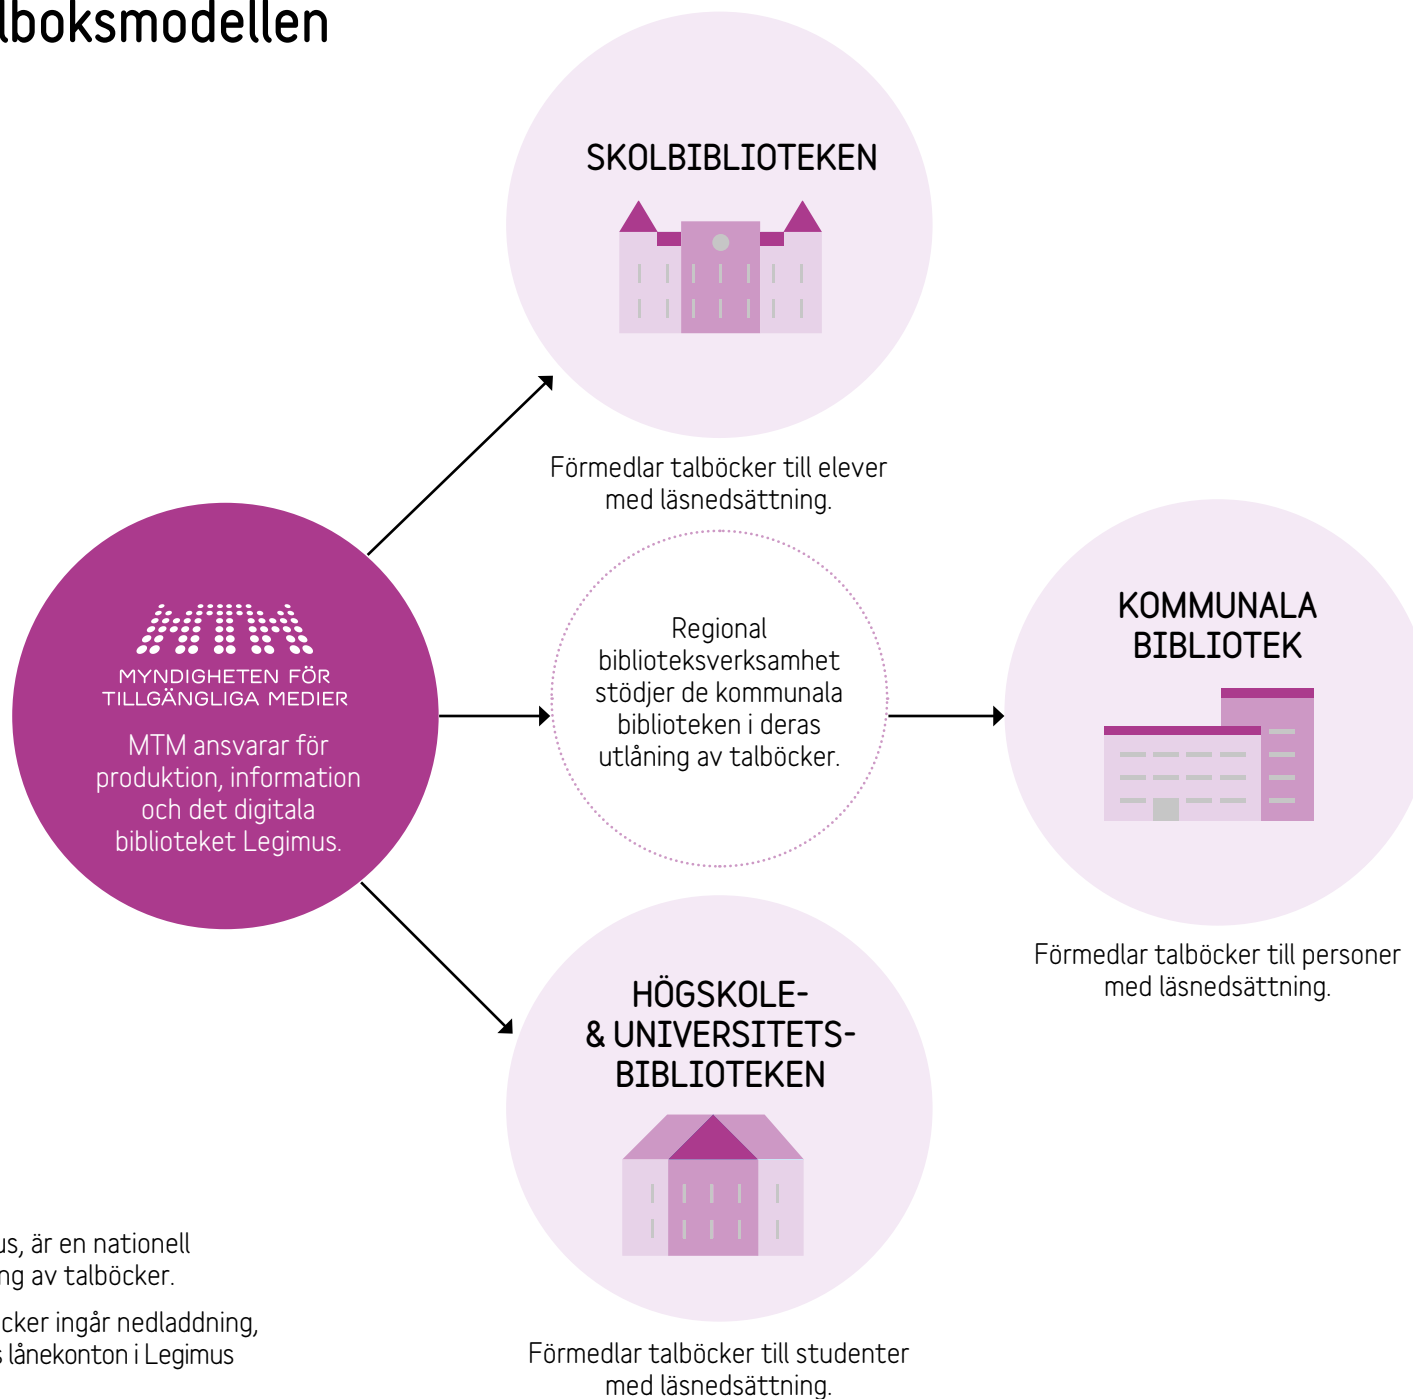 lboksmodellen
SKOLBIBLIOTEKEN
Förmedlar talböcker till elever
med läsnedsättning.
MTM
MYNDIGHETEN FÖR
TILLGÄNGLIGA MEDIER
MTM ansvarar för
produktion, information
och det digitala
biblioteket Legimus.
Regional
biblioteksverksamhet
stödjer de kommunala
biblioteken i deras
utlåning av talböcker.
KOMMUNALA
BIBLIOTEK
Förmedlar talböcker till personer
med läsnedsättning.
HÖGSKOLE-
& UNIVERSITETS-
BIBLIOTEKEN
Förmedlar talböcker till studenter
med läsnedsättning.
us, är en nationell
ng av talböcker.
cker ingår nedladdning,
s lånekonton i Legimus